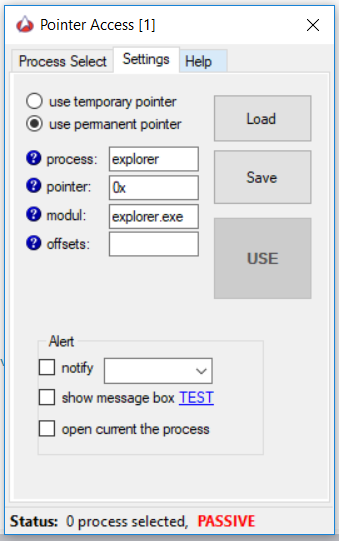 Pointer Access [1]
Process Select Settings Help
use temporary pointer
use permanent pointer
Load
process: explorer
pointer: 0x
Save
modul: explorer.exe
offsets:
USE
Alert
notify
show message box TEST
open current the process
Status: 0 process selected, PASSIVE